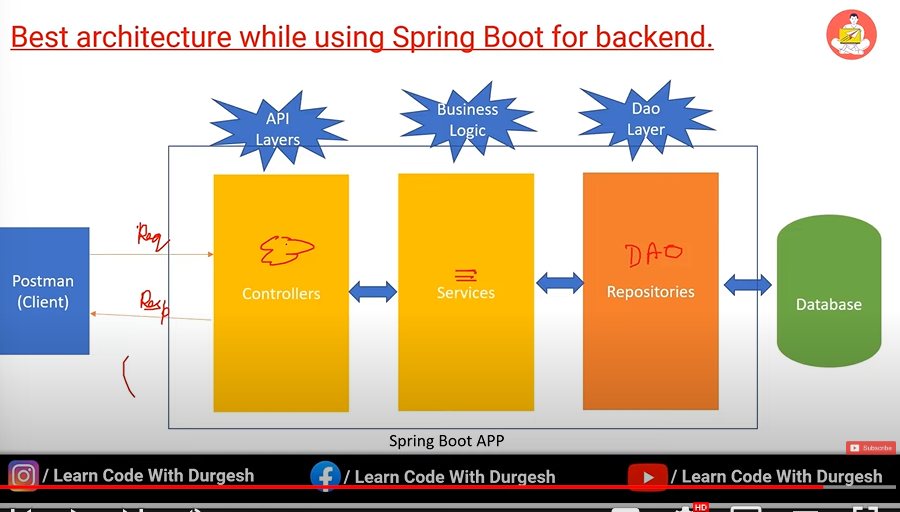 Best architecture while using Spring Boot for backend.
API
Layers
Business
Logic
Dao
Layer
Req
Resp
Postman
(Client)
Controllers
Services
DAO
Repositories
Database
Spring Boot APP
Subscribe
/ Learn Code With Durgesh
/ Learn Code With Durgesh
/ Learn Code With Durgesh
HD